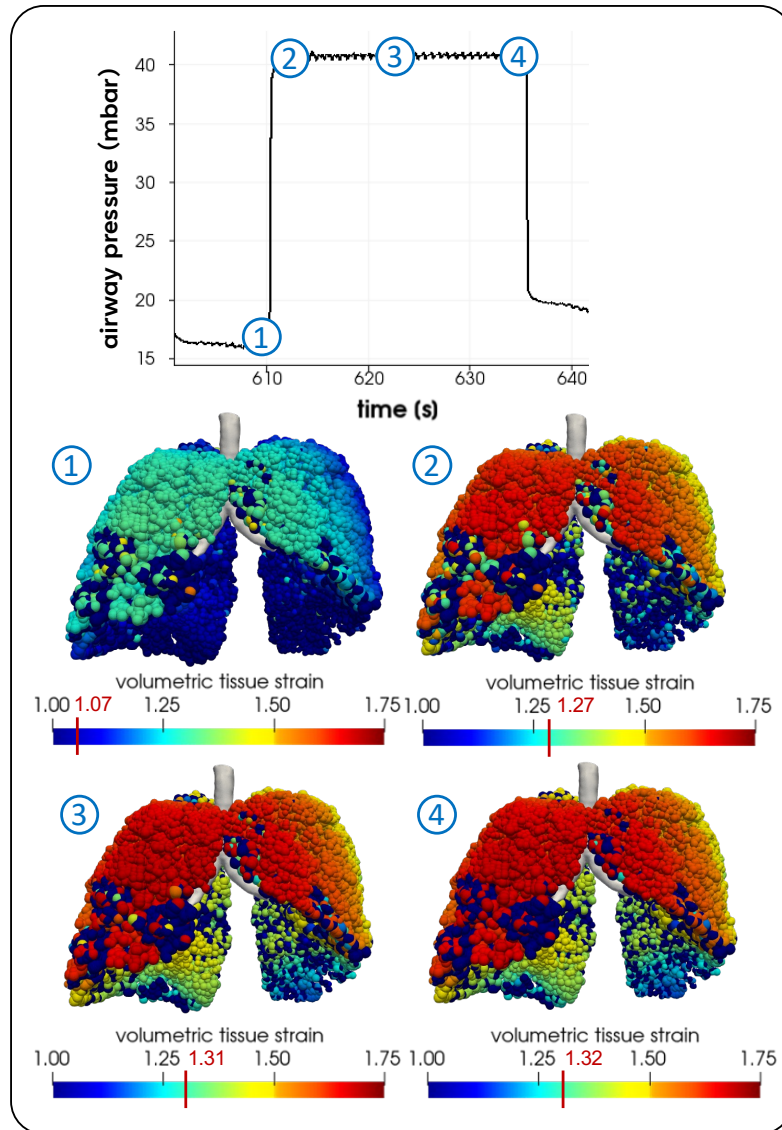 airway pressure (mbar)
40
35
30
25
20
15
2
3
4
1
610
620
630
640
time (s)
1
2
volumetric tissue strain
1.00 1.07 1.25 1.50 1.75
volumetric tissue strain
1.00 1.25 1.27 1.50 1.75
3
4
volumetric tissue strain
1.00 1.25 1.31 1.50 1.75
volumetric tissue strain
1.00 1.25 1.32 1.50 1.75